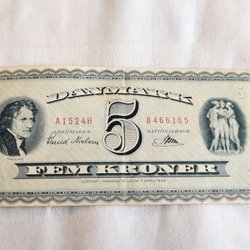 DANMARK
A1524H 5 8466165
DANMARKS NATIONALBANK
FEM KRONER